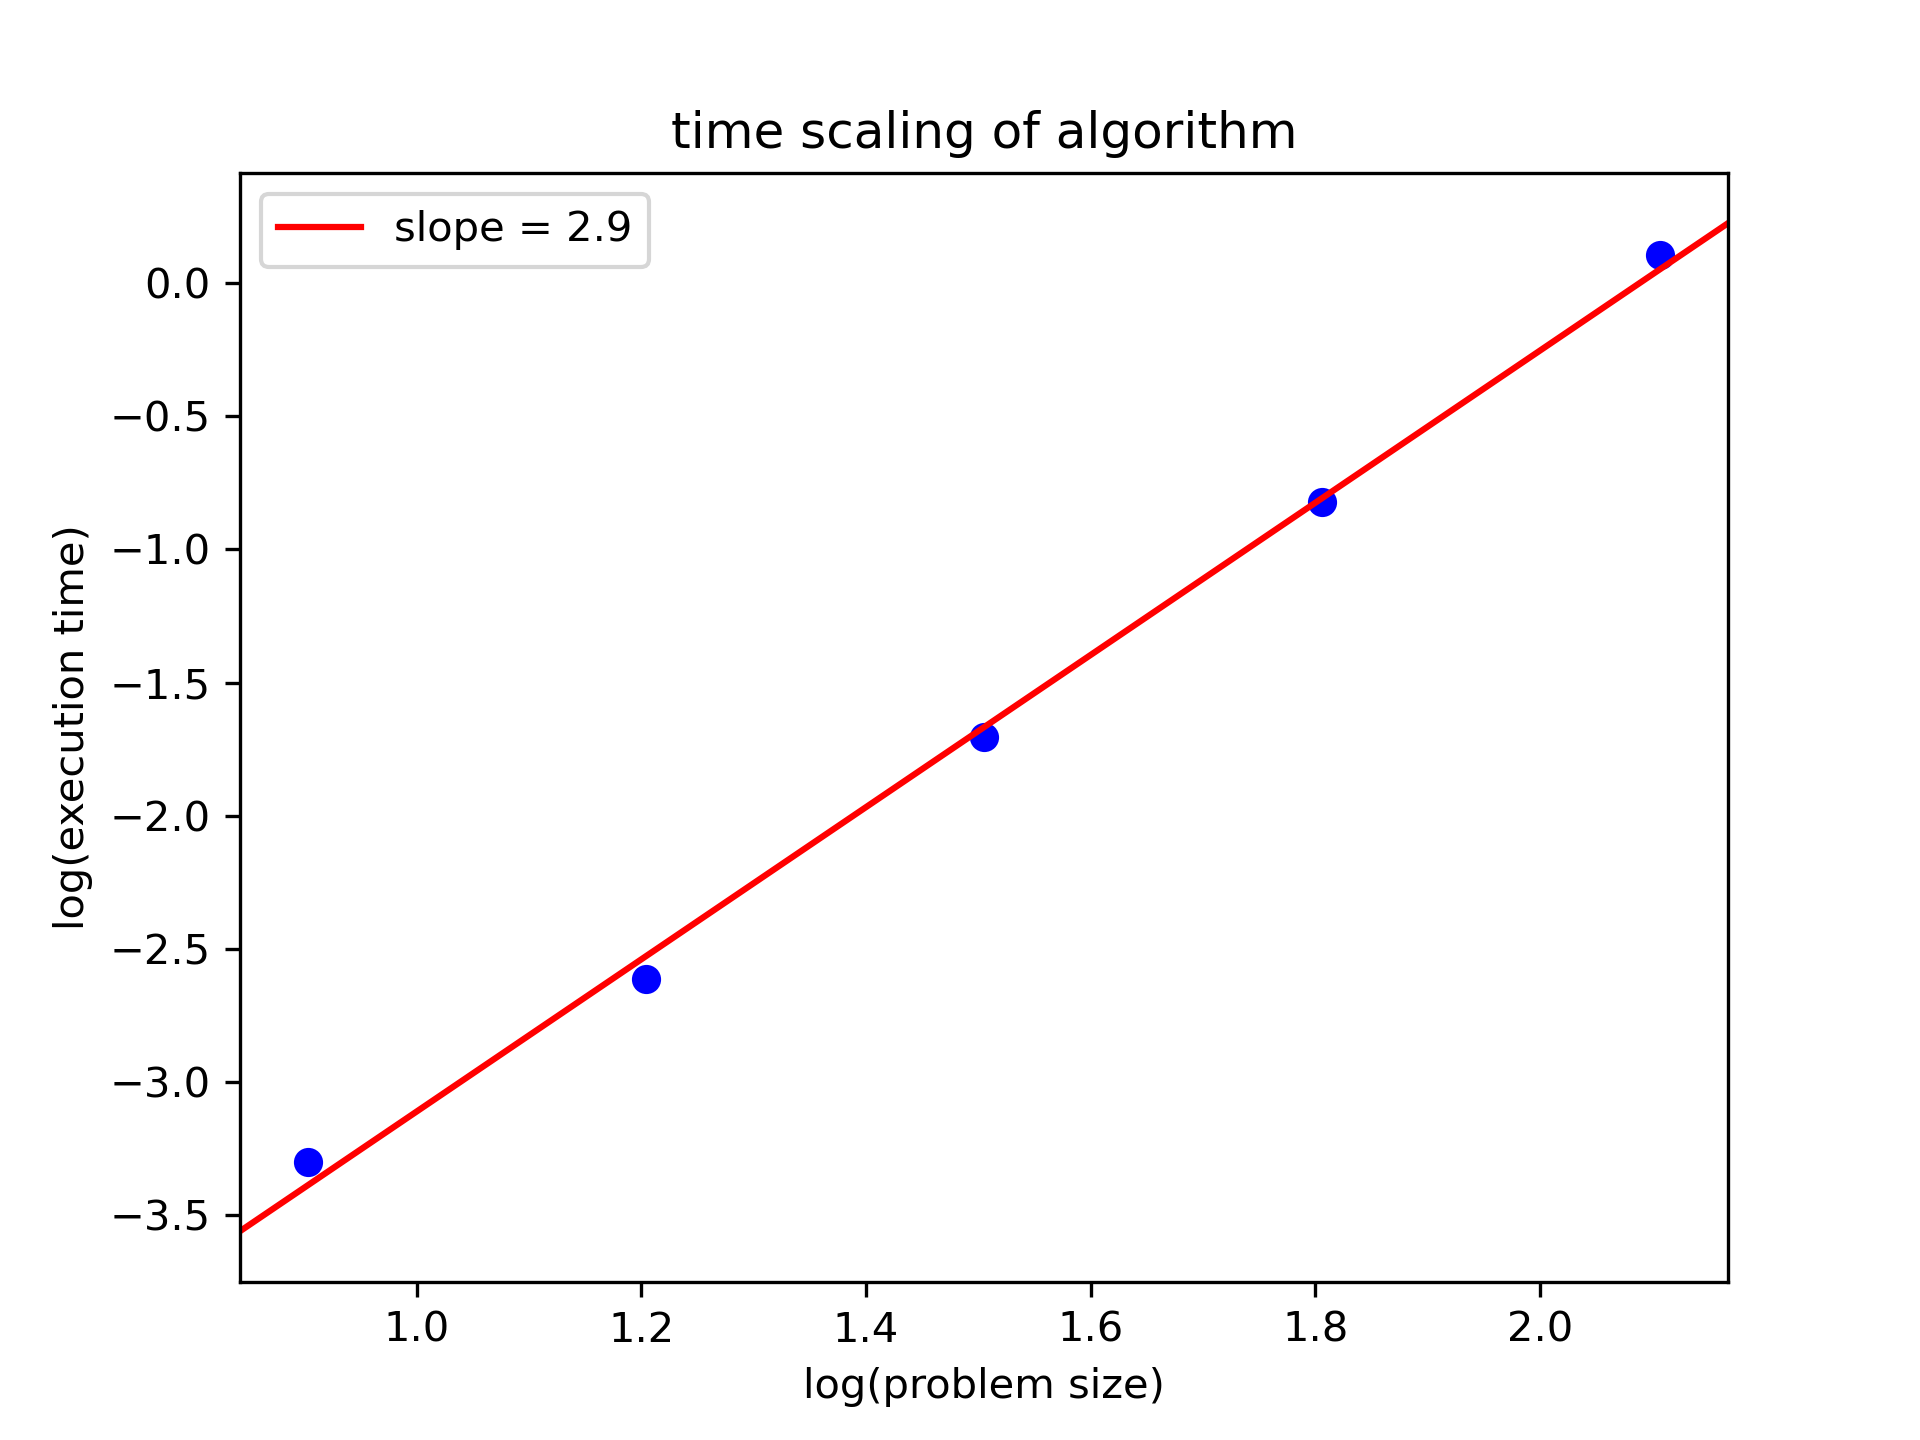 time scaling of algorithm
slope = 2.9
0.0
−0.5
−1.0
−1.5
−2.0
−2.5
−3.0
−3.5
log(execution time)
1.0 1.2 1.4 1.6 1.8 2.0
log(problem size)